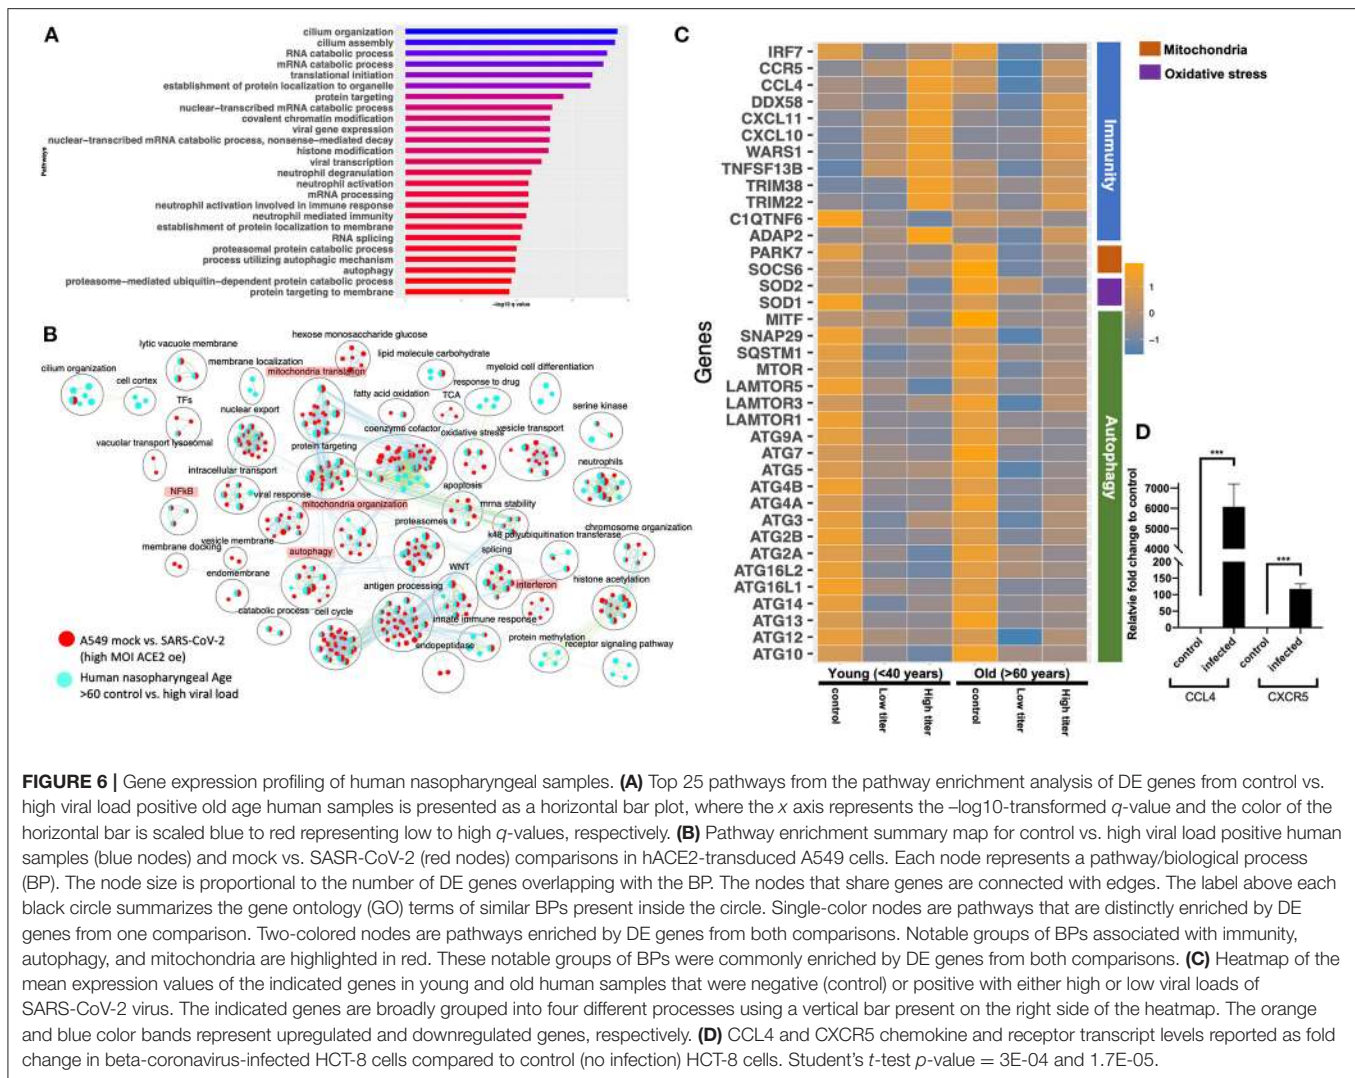 A
cilium organization
cilium assembly
RNA catabolic process
mRNA catabolic process
translational initiation
establishment of protein localization to organelle
protein targeting
nuclear−transcribed mRNA catabolic process
covalent chromatin modification
viral gene expression
nuclear−transcribed mRNA catabolic process, nonsense−mediated decay
histone modification
viral transcription
neutrophil degranulation
neutrophil activation
mRNA processing
neutrophil activation involved in immune response
neutrophil mediated immunity
establishment of protein localization to membrane
RNA splicing
proteasomal protein catabolic process
process utilizing autophagic mechanism
autophagy
proteasome−mediated ubiquitin−dependent protein catabolic process
protein targeting to membrane
Pathways
−log10 q value
B
hexose monosaccharide glucose
lytic vacuole membrane
lipid molecule carbohydrate
membrane localization
myeloid cell differentiation
cilium organization
mitochondria translation
cell cortex
response to drug
fatty acid oxidation
TCA
TFs
nuclear export
serine kinase
coenzyme cofactor
oxidative stress
vesicle transport
vacuolar transport lysosomal
protein targeting
neutrophils
intracellular transport
apoptosis
NFkB
viral response
mitochondria organization
mrna stability
proteasomes
chromosome organization
k48 polyubiquitination transferase
vesicle membrane
membrane docking
autophagy
splicing
WNT
endomembrane
antigen processing
interferon
histone acetylation
catabolic process
cell cycle
innate immune response
protein methylation
endopeptidase
receptor signaling pathway
A549 mock vs. SARS-CoV-2
(high MOI ACE2 oe)
Human nasopharyngeal Age
>60 control vs. high viral load
C
Genes
IRF7
CCR5
CCL4
DDX58
CXCL11
CXCL10
WARS1
TNFSF13B
TRIM38
TRIM22
C1QTNF6
ADAP2
PARK7
SOCS6
SOD2
SOD1
MITF
SNAP29
SQSTM1
MTOR
LAMTOR5
LAMTOR3
LAMTOR1
ATG9A
ATG7
ATG5
ATG4B
ATG4A
ATG3
ATG2B
ATG2A
ATG16L2
ATG16L1
ATG14
ATG13
ATG12
ATG10
Young (<40 years)
Old (>60 years)
control
Low titer
High titer
control
Low titer
High titer
Immunity
Autophagy
Mitochondria
Oxidative stress
1
0
−1
D
Relatvie fold change to control
7000
6000
5000
4000
200
150
100
50
0
***
***
control
infected
control
infected
CCL4
CXCR5
FIGURE 6 | Gene expression profiling of human nasopharyngeal samples. (A) Top 25 pathways from the pathway enrichment analysis of DE genes from control vs.
high viral load positive old age human samples is presented as a horizontal bar plot, where the x axis represents the –log10-transformed q-value and the color of the
horizontal bar is scaled blue to red representing low to high q-values, respectively. (B) Pathway enrichment summary map for control vs. high viral load positive human
samples (blue nodes) and mock vs. SASR-CoV-2 (red nodes) comparisons in hACE2-transduced A549 cells. Each node represents a pathway/biological process
(BP). The node size is proportional to the number of DE genes overlapping with the BP. The nodes that share genes are connected with edges. The label above each
black circle summarizes the gene ontology (GO) terms of similar BPs present inside the circle. Single-color nodes are pathways that are distinctly enriched by DE
genes from one comparison. Two-colored nodes are pathways enriched by DE genes from both comparisons. Notable groups of BPs associated with immunity,
autophagy, and mitochondria are highlighted in red. These notable groups of BPs were commonly enriched by DE genes from both comparisons. (C) Heatmap of the
mean expression values of the indicated genes in young and old human samples that were negative (control) or positive with either high or low viral loads of
SARS-CoV-2 virus. The indicated genes are broadly grouped into four different processes using a vertical bar present on the right side of the heatmap. The orange
and blue color bands represent upregulated and downregulated genes, respectively. (D) CCL4 and CXCR5 chemokine and receptor transcript levels reported as fold
change in beta-coronavirus-infected HCT-8 cells compared to control (no infection) HCT-8 cells. Student's t-test p-value = 3E-04 and 1.7E-05.